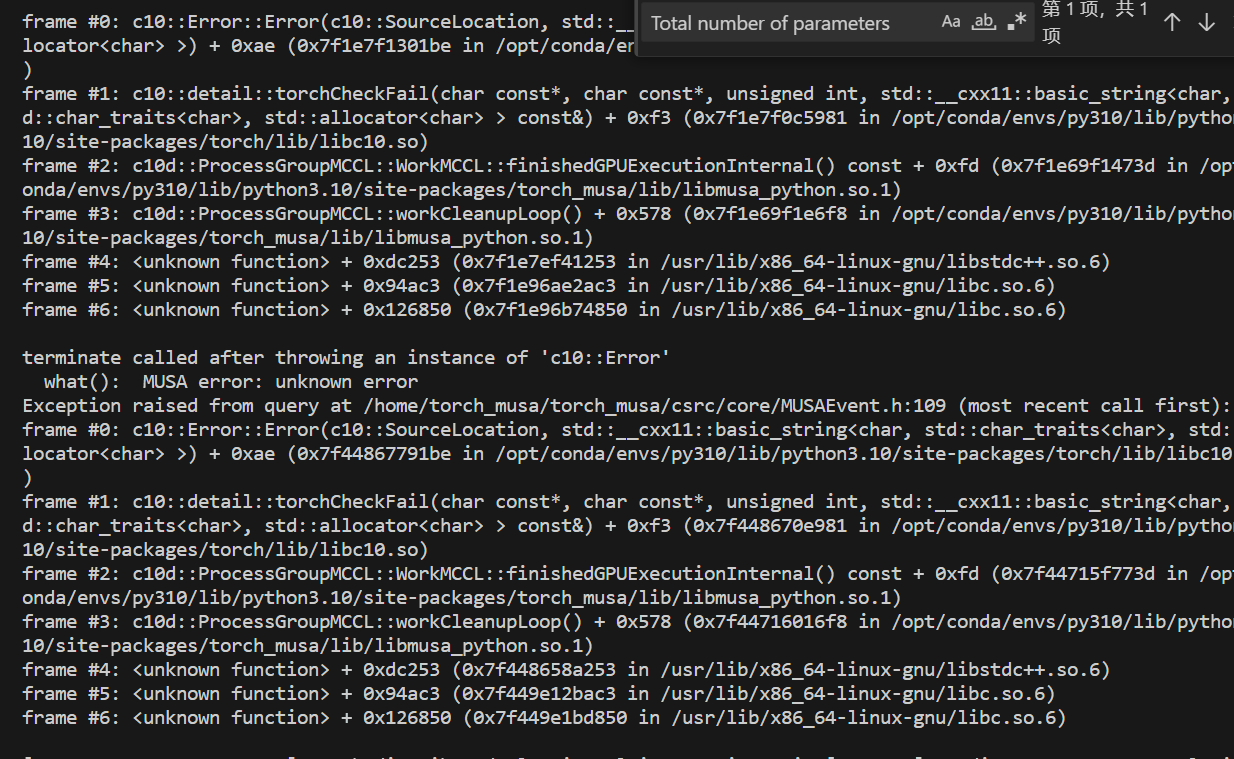 frame #0: c10::Error::Error(c10::SourceLocation, std::__
Total number of parameters
Aa ab, .*
第 1 项, 共 1
项
locator<char> >) + 0xae (0x7f1e7f1301be in /opt/conda/en
)
frame #1: c10::detail::torchCheckFail(char const*, char const*, unsigned int, std::__cxx11::basic_string<char,
d::char_traits<char>, std::allocator<char> > const&) + 0xf3 (0x7f1e7f0c5981 in /opt/conda/envs/py310/lib/python
10/site-packages/torch/lib/libc10.so)
frame #2: c10d::ProcessGroupMCCL::WorkMCCL::finishedGPUExecutionInternal() const + 0xfd (0x7f1e69f1473d in /op
onda/envs/py310/lib/python3.10/site-packages/torch_musa/lib/libmusa_python.so.1)
frame #3: c10d::ProcessGroupMCCL::workCleanupLoop() + 0x578 (0x7f1e69f1e6f8 in /opt/conda/envs/py310/lib/pytho
10/site-packages/torch_musa/lib/libmusa_python.so.1)
frame #4: <unknown function> + 0xdc253 (0x7f1e7ef41253 in /usr/lib/x86_64-linux-gnu/libstdc++.so.6)
frame #5: <unknown function> + 0x94ac3 (0x7f1e96ae2ac3 in /usr/lib/x86_64-linux-gnu/libc.so.6)
frame #6: <unknown function> + 0x126850 (0x7f1e96b74850 in /usr/lib/x86_64-linux-gnu/libc.so.6)
terminate called after throwing an instance of 'c10::Error'
what():  MUSA error: unknown error
Exception raised from query at /home/torch_musa/torch_musa/csrc/core/MUSAEvent.h:109 (most recent call first):
frame #0: c10::Error::Error(c10::SourceLocation, std::__cxx11::basic_string<char, std::char_traits<char>, std:
locator<char> >) + 0xae (0x7f44867791be in /opt/conda/envs/py310/lib/python3.10/site-packages/torch/lib/libc10
)
frame #1: c10::detail::torchCheckFail(char const*, char const*, unsigned int, std::__cxx11::basic_string<char,
d::char_traits<char>, std::allocator<char> > const&) + 0xf3 (0x7f448670e981 in /opt/conda/envs/py310/lib/pytho
10/site-packages/torch/lib/libc10.so)
frame #2: c10d::ProcessGroupMCCL::WorkMCCL::finishedGPUExecutionInternal() const + 0xfd (0x7f44715f773d in /op
onda/envs/py310/lib/python3.10/site-packages/torch_musa/lib/libmusa_python.so.1)
frame #3: c10d::ProcessGroupMCCL::workCleanupLoop() + 0x578 (0x7f44716016f8 in /opt/conda/envs/py310/lib/pytho
10/site-packages/torch_musa/lib/libmusa_python.so.1)
frame #4: <unknown function> + 0xdc253 (0x7f448658a253 in /usr/lib/x86_64-linux-gnu/libstdc++.so.6)
frame #5: <unknown function> + 0x94ac3 (0x7f449e12bac3 in /usr/lib/x86_64-linux-gnu/libc.so.6)
frame #6: <unknown function> + 0x126850 (0x7f449e1bd850 in /usr/lib/x86_64-linux-gnu/libc.so.6)